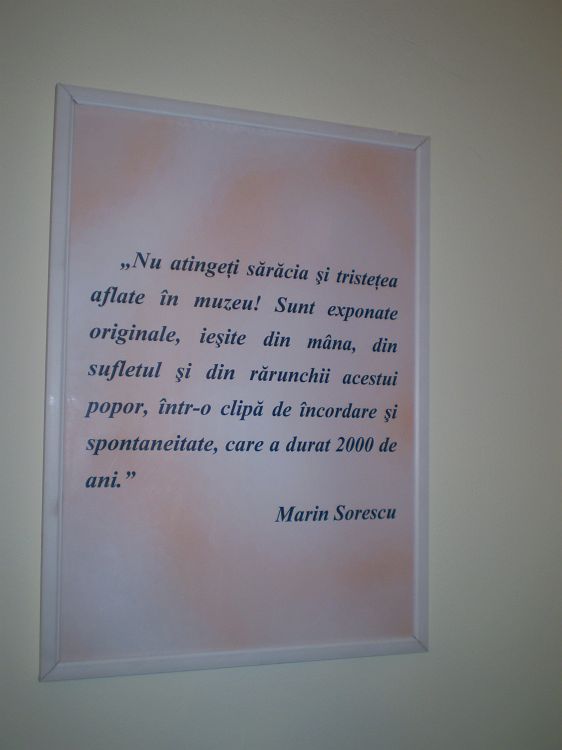 „Nu atingeți sărăcia şi tristețea
aflate în muzeu! Sunt exponate
originale, ieşite din mâna, din
sufletul şi din rărunchii acestui
popor, într-o clipă de încordare şi
spontaneitate, care a durat 2000 de
ani.”
Marin Sorescu